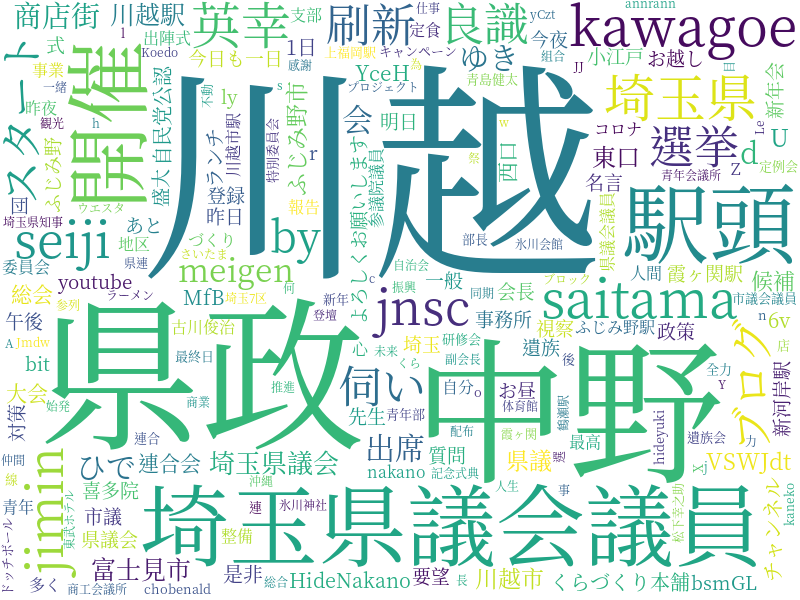 商店街
川越駅
英幸
支部
仕事
刷新
定食
良識
annrann
kawagoe
式
出陣式
1日
上福岡駅
キャンペーン
ゆき
今夜
組合
為
小江戸
お越し
新年会
スタート
事業
Koedo
今日も一日
感謝
YceH
青島健太
JJ
日
一緒
昨夜
開催
盛大
自民党公認
ly
不動
プロジェクト
川越
埼玉県
観光
h
ランチ
川越市駅
特別委員会
ふじみ野市
会
明日
西口
w
コロナ
Le
U
選挙
d
定例会
ふじみ野
r
東口
祭
Z
青年会議所
団
ウエスタ
登録
昨日
報告
よろしくお願いします
参議院議員
名言
県議会議員
駅頭
埼玉県知事
あと
by
seiji
地区
づくり
委員会
県連
さいたま
meigen
部長
氷川会館
自治会
一般
ブロック
人間
霞ヶ関駅
候補
youtube
総会
ラーメン
MfB
埼玉7区
何
c
振興
jnsc
同期
会長
saitama
市議会議員
6v
n
参列
新年
登壇
午後
古川俊治
事務所
視察
ふじみ野駅
政策
店
A
Jmdw
bit
最終日
心
未来
埼玉
研修会
副会長
遺族
後
全力
ブログ
新河岸駅
大会
県政
中野
伺い
くら
自分
o
お昼
体育館
鶴瀬駅
Y
対策
始発
推進
商業
先生
青年部
配布
最高
hideyuki
遺族会
力
連合
出席
質問
霞ヶ関
選
県議
jimin
ひで
連合会
埼玉県議会
nakano
記念式典
Xj
VSWJdt
チャンネル
kaneko
仲間
線
喜多院
沖縄
人生
事
松下幸之助
青年
市議
連
氷川神社
埼玉県議会議員
ドッチボール
東武ホテル
県議会
整備
富士見市
多く
商工会議所
chobenald
是非
総合
HideNakano
要望
長
川越市
くらづくり本舗
bsmGL